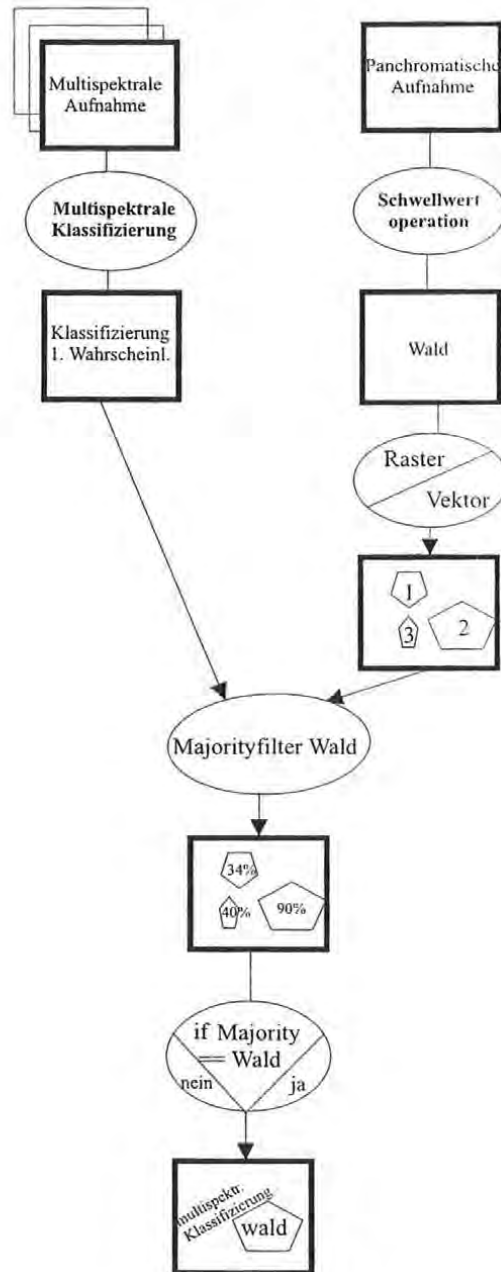 Multispektrale
Aufnahme
Panchromatische
Aufnahme
Multispektrale
Klassifizierung
Schwellwert
operation
Klassifizierung
1. Wahrscheinl.
Wald
Raster
Vektor
1
3
2
Majorityfilter Wald
34%
40%
90%
if Majority
== Wald
nein
ja
multispektr.
Klassifizierung
wald